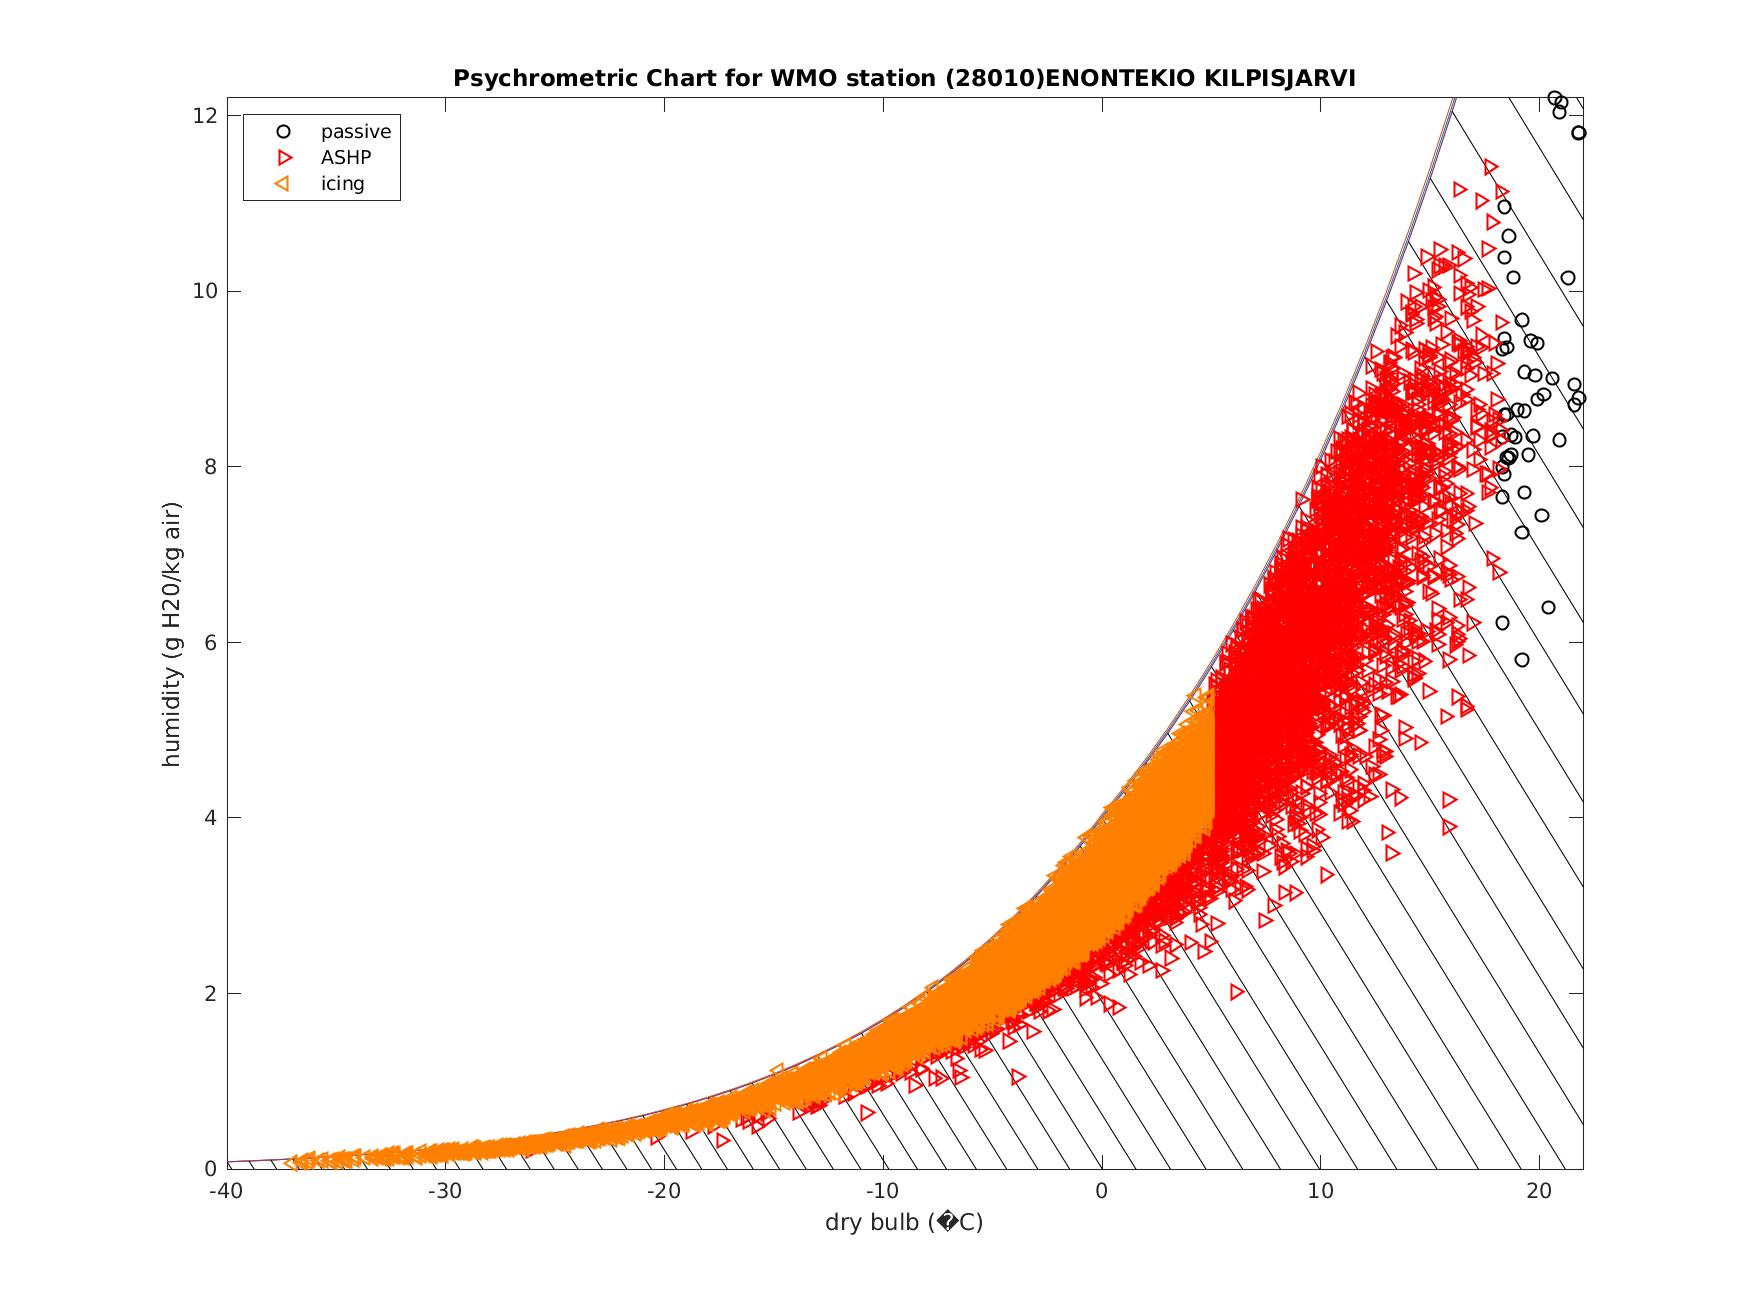 Psychrometric Chart for WMO station (28010)ENONTEKIO KILPISJARVI
passive
ASHP
icing
humidity (g H20/kg air)
12
10
8
6
4
2
0
-40 -30 -20 -10 0 10 20
dry bulb (�C)